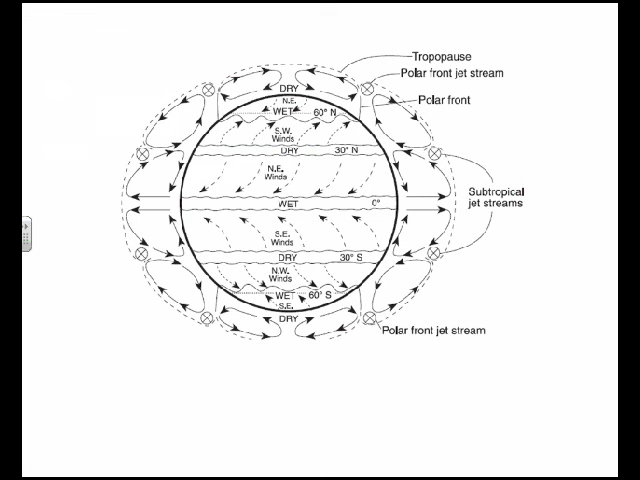 Tropopause
Polar front jet stream
DRY
N.E.
Polar front
WET 60° N
S.W.
Winds
DRY 30° N
N.E.
Winds
Subtropical
jet streams
WET 0°
S.E.
Winds
DRY 30° S
N.W.
Winds
WET 60° S
S.E.
DRY
Polar front jet stream